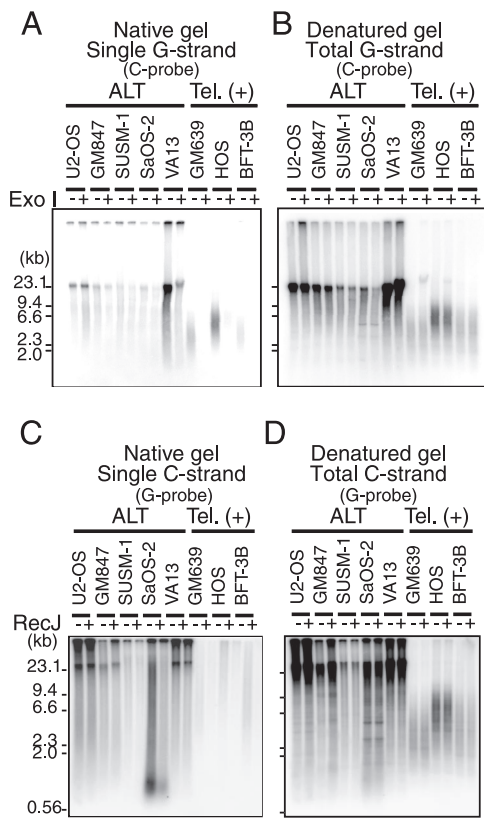 A
Native gel
Single G-strand
(C-probe)
ALT
Tel. (+)
U2-OS
GM847
SUSM-1
SaOS-2
VA13
GM639
HOS
BFT-3B
Exo I
-+-+-+-+-+-+-+-+
(kb)
23.1
9.4
6.6
2.3
2.0
B
Denatured gel
Total G-strand
(C-probe)
ALT
Tel. (+)
U2-OS
GM847
SUSM-1
SaOS-2
VA13
GM639
HOS
BFT-3B
-+-+-+-+-+-+-+-+
C
Native gel
Single C-strand
(G-probe)
ALT
Tel. (+)
U2-OS
GM847
SUSM-1
SaOS-2
VA13
GM639
HOS
BFT-3B
RecJ
-+-+-+-+-+-+-+-+
(kb)
23.1
9.4
6.6
2.3
2.0
0.56
D
Denatured gel
Total C-strand
(G-probe)
ALT
Tel. (+)
U2-OS
GM847
SUSM-1
SaOS-2
VA13
GM639
HOS
BFT-3B
-+-+-+-+-+-+-+-+